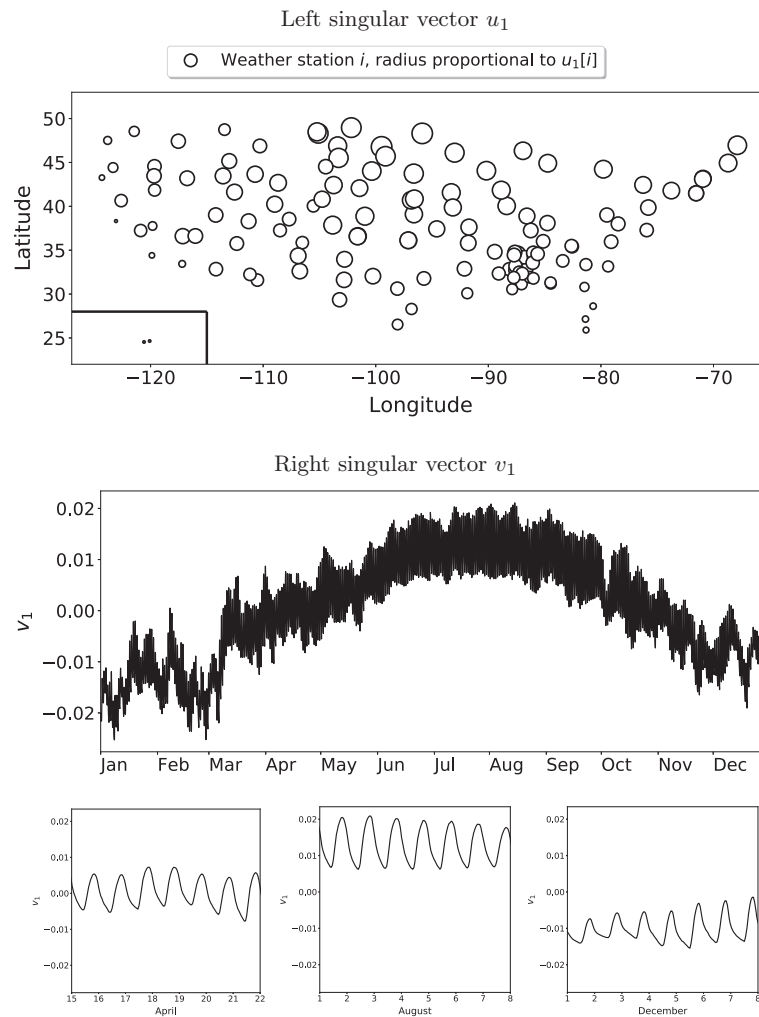 Left singular vector u₁
Weather station i, radius proportional to u₁[i]
50
45
40
35
30
25
Latitude
−120 −110 −100 −90 −80 −70
Longitude
Right singular vector v₁
0.02
0.01
0.00
−0.01
−0.02
v₁
Jan Feb Mar Apr May Jun Jul Aug Sep Oct Nov Dec
0.02
0.01
0.00
−0.01
−0.02
v₁
15 16 17 18 19 20 21 22
April
0.02
0.01
0.00
−0.01
−0.02
v₁
1 2 3 4 5 6 7 8
August
0.02
0.01
0.00
−0.01
−0.02
v₁
1 2 3 4 5 6 7 8
December